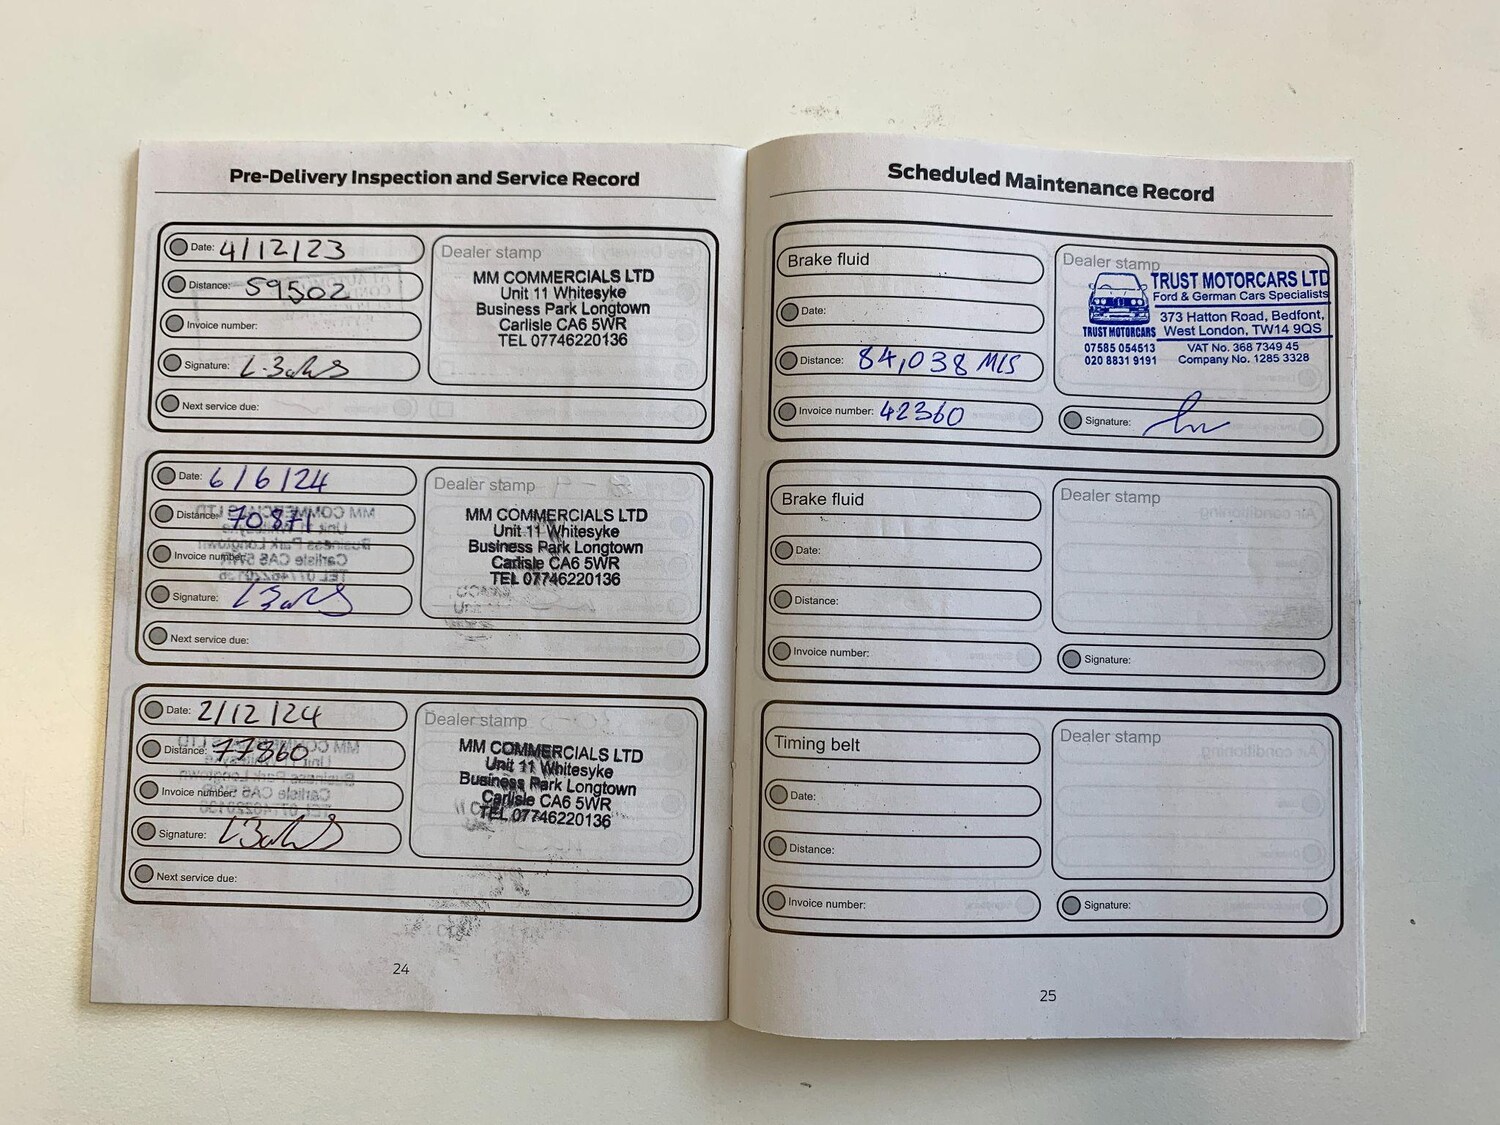 Pre-Delivery Inspection and Service Record
Date: 4/12/23
Distance: 59502
Invoice number:
Signature:
Next service due:
Dealer stamp
MM COMMERCIALS LTD
Unit 11 Whitesyke
Business Park Longtown
Carlisle CA6 5WR
TEL 07746220136
Date: 6/6/24
Distance: 70871
Invoice number:
Signature:
Next service due:
Dealer stamp
MM COMMERCIALS LTD
Unit 11 Whitesyke
Business Park Longtown
Carlisle CA6 5WR
TEL 07746220136
Date: 2/12/24
Distance: 77860
Invoice number:
Signature:
Next service due:
Dealer stamp
MM COMMERCIALS LTD
Unit 11 Whitesyke
Business Park Longtown
Carlisle CA6 5WR
TEL 07746220136
24
Scheduled Maintenance Record
Brake fluid
Date:
Distance: 84,038 MLS
Invoice number: 42360
Dealer stamp
TRUST MOTORCARS LTD
Ford & German Cars Specialists
373 Hatton Road, Bedfont,
West London, TW14 9QS
TRUST MOTORCARS
07585 054513
020 8831 9191
VAT No. 368 7349 45
Company No. 1285 3328
Signature:
Brake fluid
Date:
Distance:
Invoice number:
Dealer stamp
Signature:
Timing belt
Date:
Distance:
Invoice number:
Dealer stamp
Signature:
25